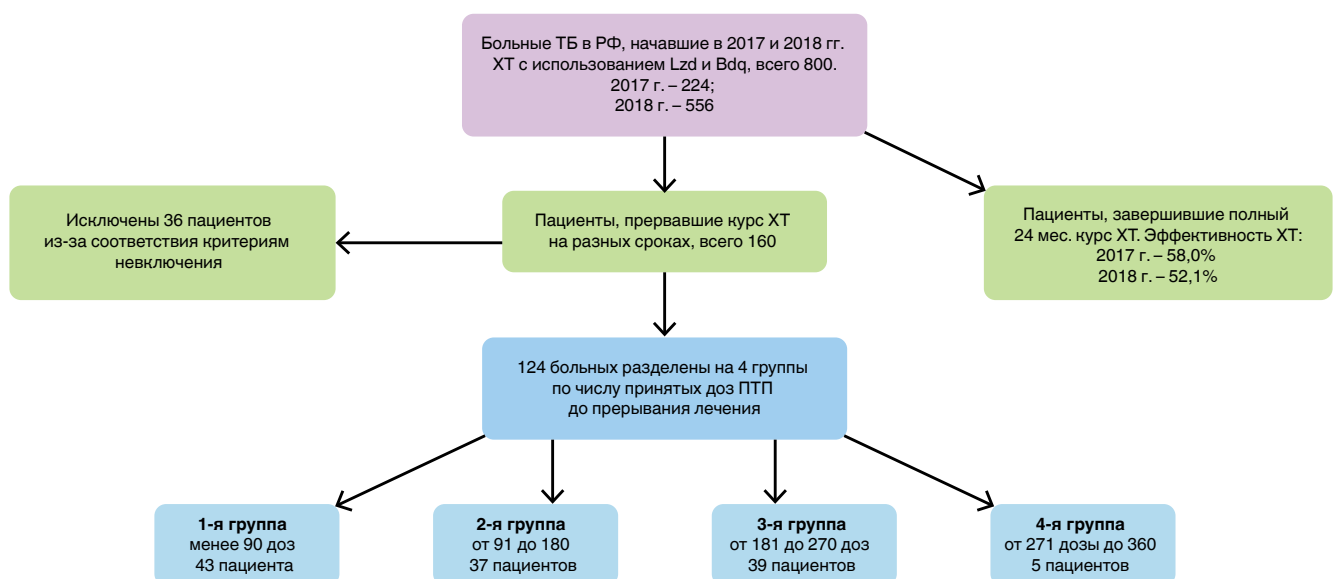 Больные ТБ в РФ, начавшие в 2017 и 2018 гг.
ХТ с использованием Lzd и Bdq, всего 800.
2017 г. – 224;
2018 г. – 556
Исключены 36 пациентов
из-за соответствия критериям
невключения
Пациенты, прервавшие курс ХТ
на разных сроках, всего 160
Пациенты, завершившие полный
24 мес. курс ХТ. Эффективность ХТ:
2017 г. – 58,0%
2018 г. – 52,1%
124 больных разделены на 4 группы
по числу принятых доз ПТП
до прерывания лечения
1-я группа
менее 90 доз
43 пациента
2-я группа
от 91 до 180
37 пациентов
3-я группа
от 181 до 270 доз
39 пациентов
4-я группа
от 271 дозы до 360
5 пациентов